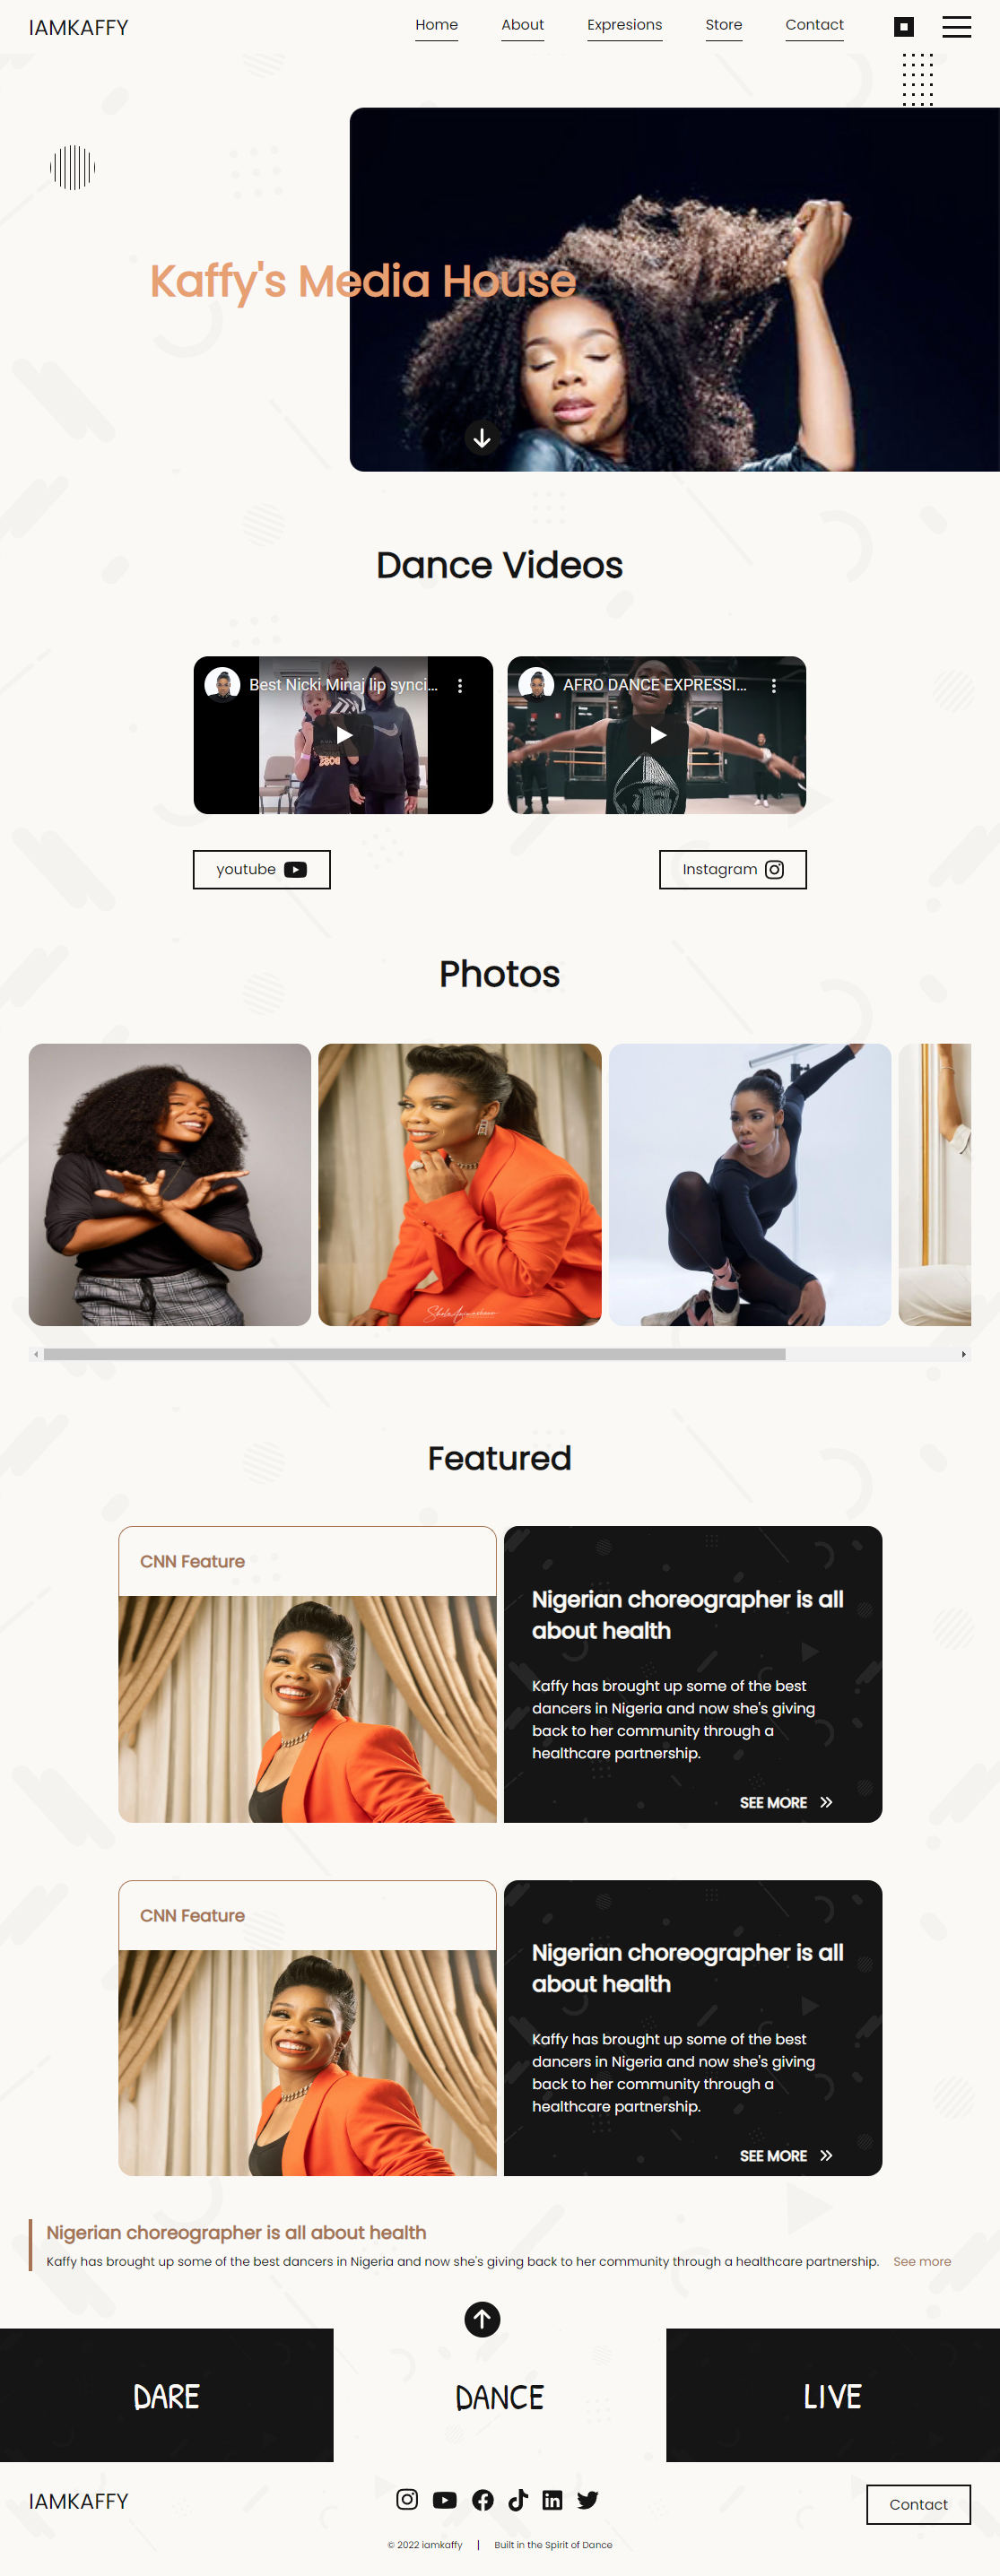 IAMKAFFY
Home About Expresions Store Contact
Kaffy's Media House
Dance Videos
Best Nicki Minaj lip synci...
AFRO DANCE EXPRESSI...
youtube
Instagram
Photos
Featured
CNN Feature
Nigerian choreographer is all
about health
Kaffy has brought up some of the best
dancers in Nigeria and now she's giving
back to her community through a
healthcare partnership.
SEE MORE
CNN Feature
Nigerian choreographer is all
about health
Kaffy has brought up some of the best
dancers in Nigeria and now she's giving
back to her community through a
healthcare partnership.
SEE MORE
Nigerian choreographer is all about health
Kaffy has brought up some of the best dancers in Nigeria and now she's giving back to her community through a healthcare partnership. See more
DARE
DANCE
LIVE
IAMKAFFY
Contact
© 2022 iamkaffy | Built in the Spirit of Dance